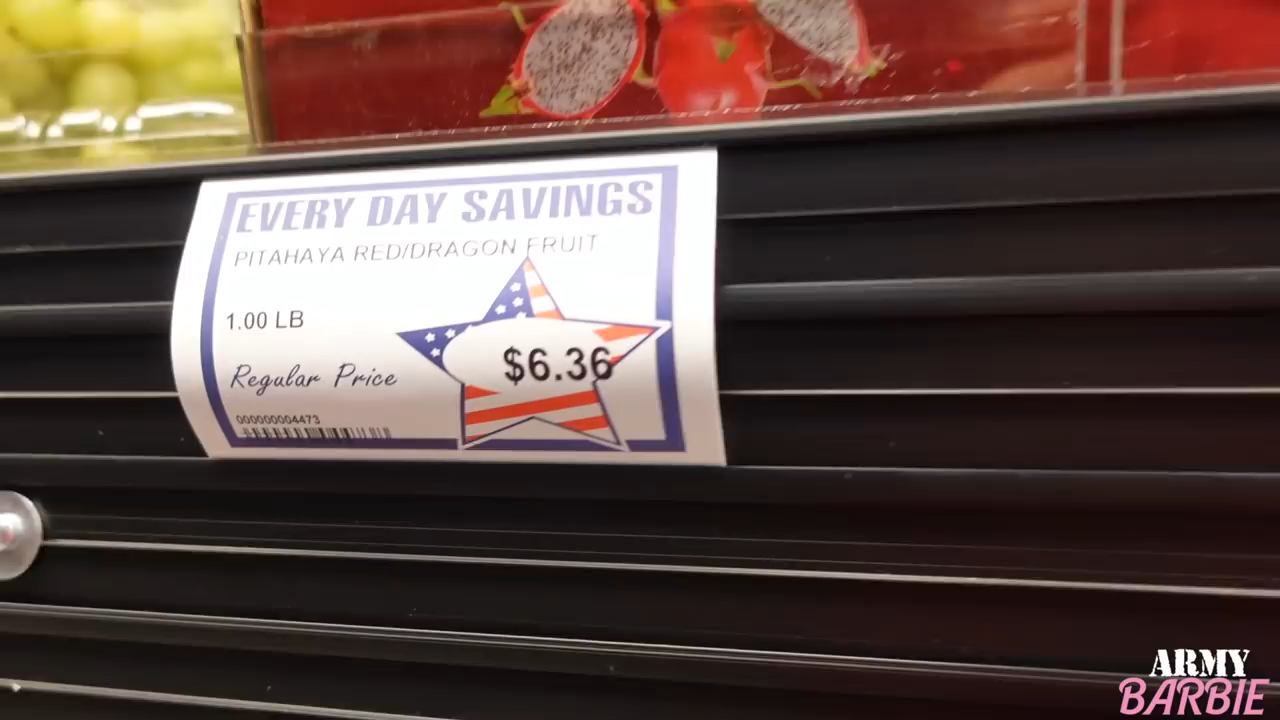 EVERY DAY SAVINGS
PITAHAYA RED/DRAGON FRUIT
1.00 LB
$6.36
Regular Price
000000004473
ARMY
BARBIE